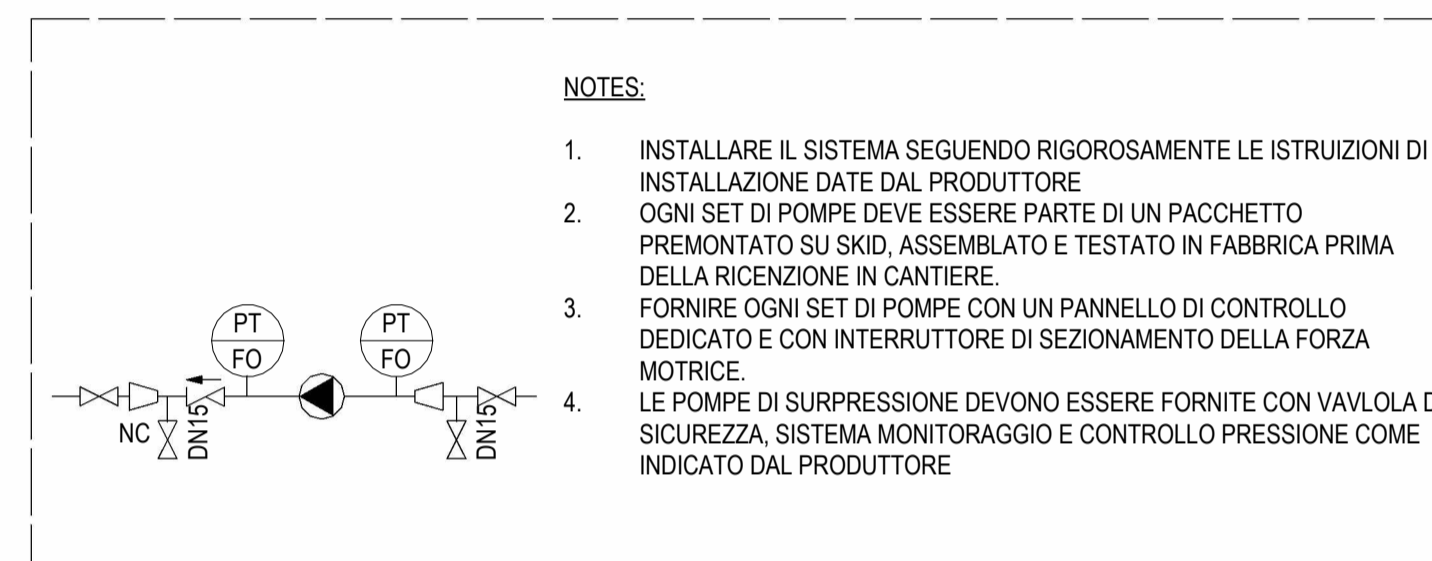 NOTES:
1. INSTALLARE IL SISTEMA SEGUENDO RIGOROSAMENTE LE ISTRUIZIONI DI
INSTALLAZIONE DATE DAL PRODUTTORE
2. OGNI SET DI POMPE DEVE ESSERE PARTE DI UN PACCHETTO
PREMONTATO SU SKID, ASSEMBLATO E TESTATO IN FABBRICA PRIMA
DELLA RICENZIONE IN CANTIERE.
3. FORNIRE OGNI SET DI POMPE CON UN PANNELLO DI CONTROLLO
DEDICATO E CON INTERRUTTORE DI SEZIONAMENTO DELLA FORZA
MOTRICE.
4. LE POMPE DI SURPRESSIONE DEVONO ESSERE FORNITE CON VAVLOLA
SICUREZZA, SISTEMA MONITORAGGIO E CONTROLLO PRESSIONE COME
INDICATO DAL PRODUTTORE
PT
FO
PT
FO
NC
DN15
DN15